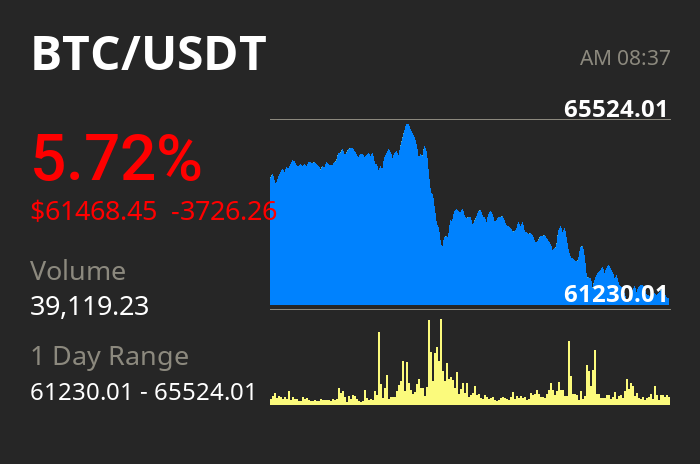 BTC/USDT
AM 08:37
65524.01
5.72%
$61468.45 -3726.26
Volume
39,119.23
61230.01
1 Day Range
61230.01 - 65524.01